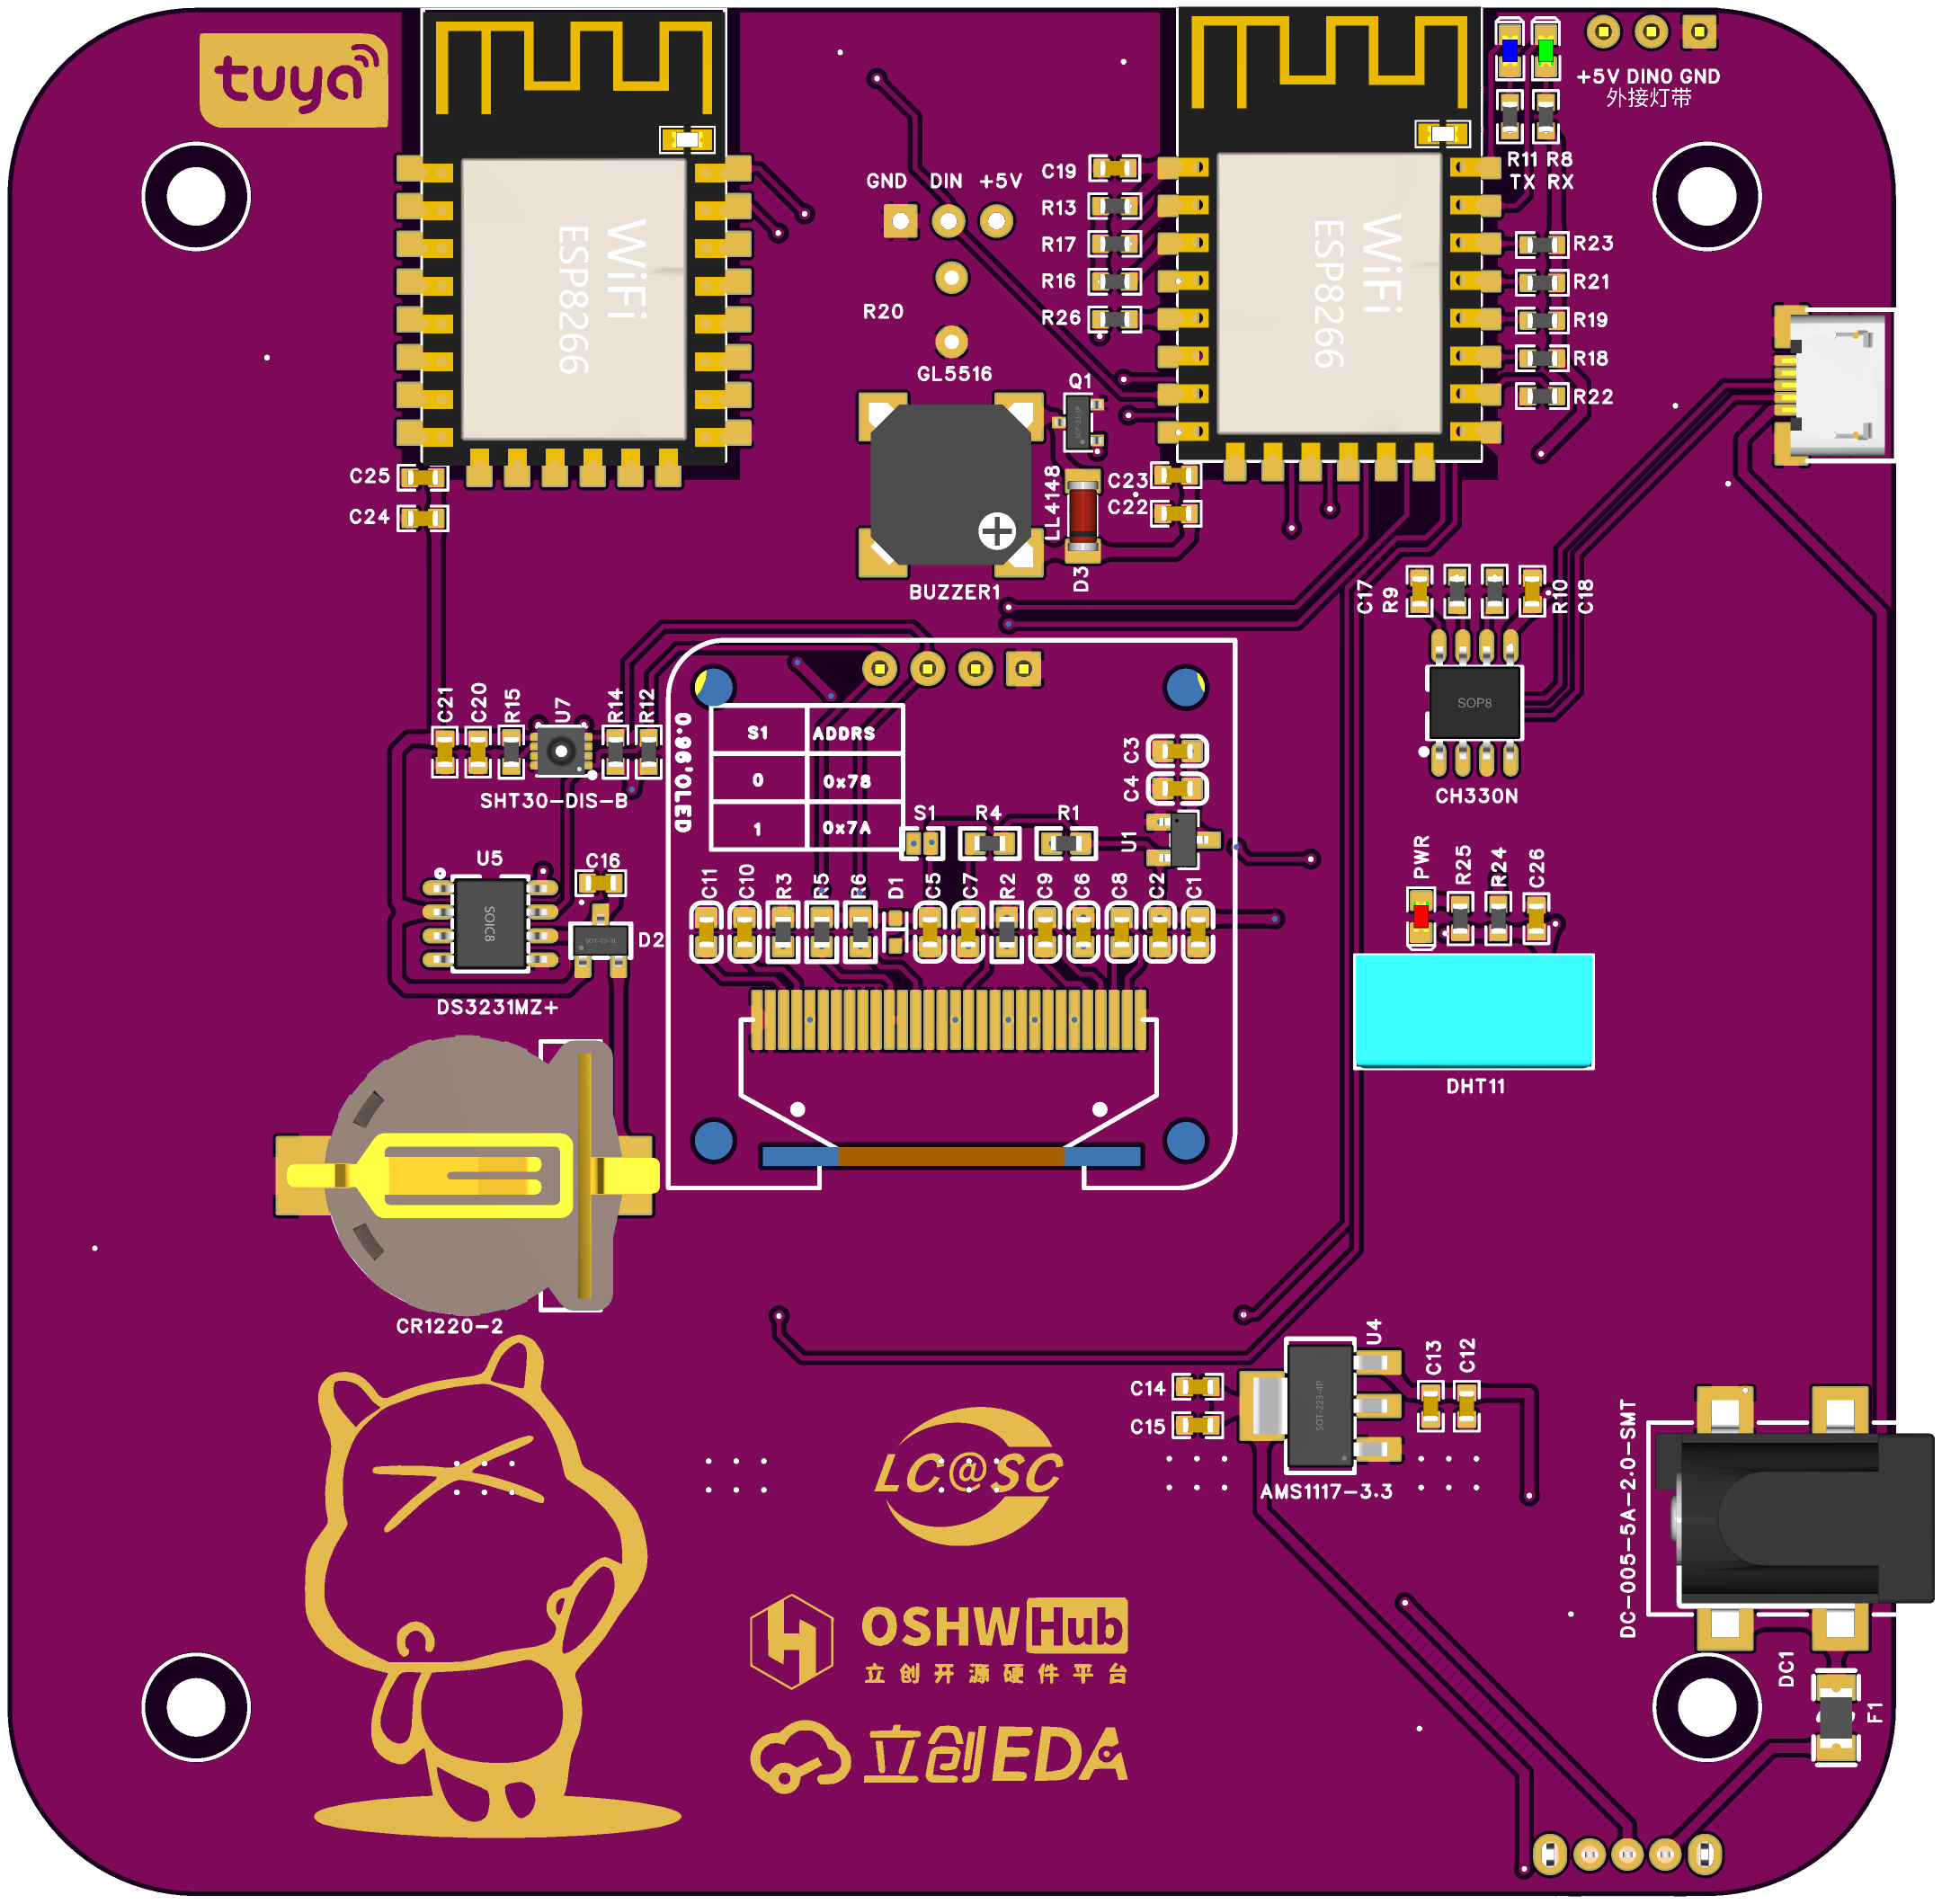 tuya
+5V DIN0 GND
外接灯带
R11 R8
TX RX
WiFi
ESP8266
WiFi
ESP8266
C19
R13
R17
R16
R26
GND DIN +5V
R20
GL5516
R23
R21
R19
R18
R22
Q1
C25
C24
C23
C22
LL4148
D3
BUZZER1
C17
R9
R10
C18
SOP8
CH330N
C21
C20
R15
U7
R14
R12
SHT30-DIS-B
0.96'OLED
S1 ADDRS
0 0x78
1 0x7A
C3
C4
S1
R4
R1
U1
U5
C16
SOIC8
D2
DS3231MZ+
C11
C10
R3
R5
R6
D1
C5
C7
R2
C9
C6
C8
C2
C1
PWR
R25
R24
C26
DHT11
CR1220-2
U4
C13
C12
C14
C15
SOT-223-4P
AMS1117-3.3
LC@SC
DC-005-5A-2.0-SMT
DC1
F1
OSHWHub
立创开源硬件平台
立创EDA